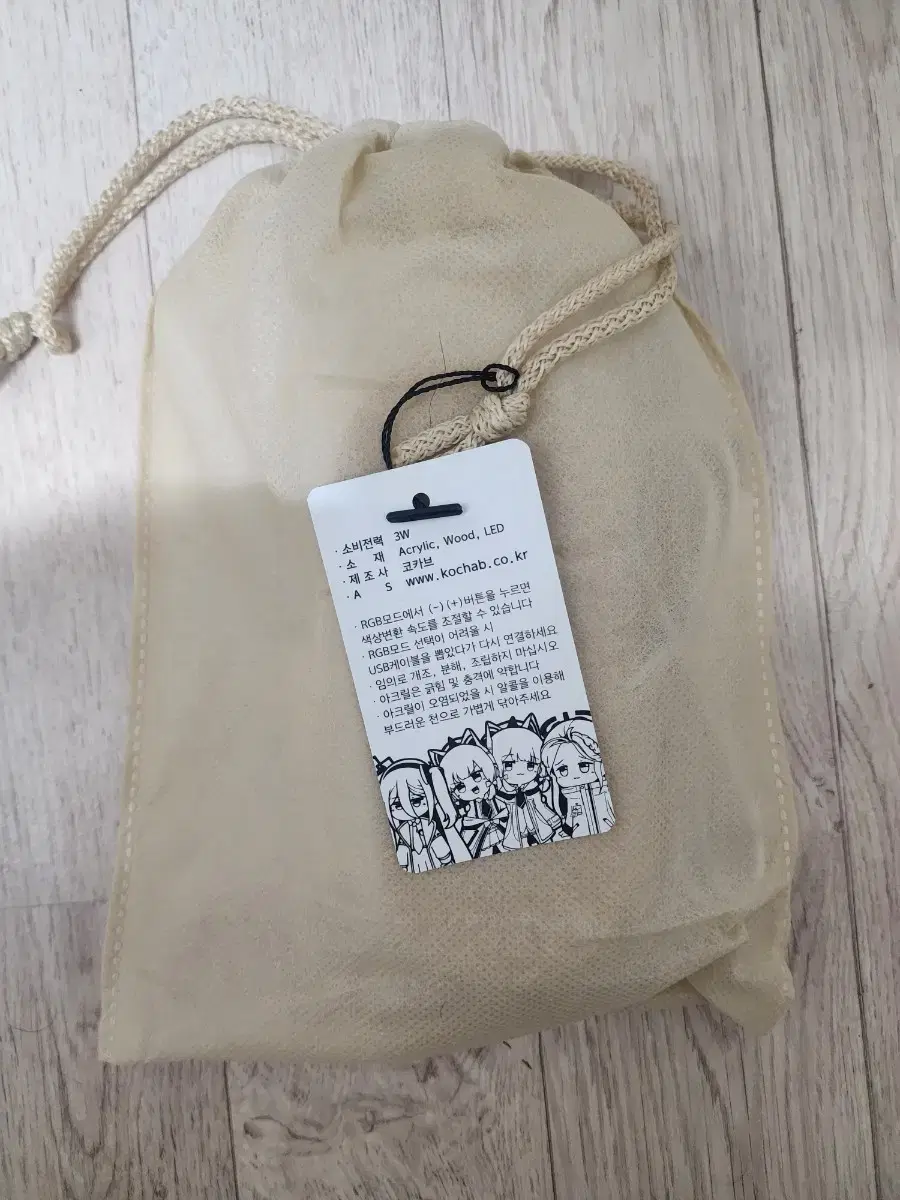 · 소비전력 3W
· 소 재 Acrylic, Wood, LED
· 제 조 사 코카브
· A S www.kochab.co.kr
· RGB모드에서 (-)(+)버튼을 누르면
색상변환 속도를 조절할 수 있습니다
· RGB모드 선택이 어려울 시
USB케이블을 뽑았다가 다시 연결하세요
· 임의로 개조, 분해, 조립하지 마십시오
· 아크릴은 긁힘 및 충격에 약합니다
· 아크릴이 오염되었을 시 알콜을 이용해
부드러운 천으로 가볍게 닦아주세요